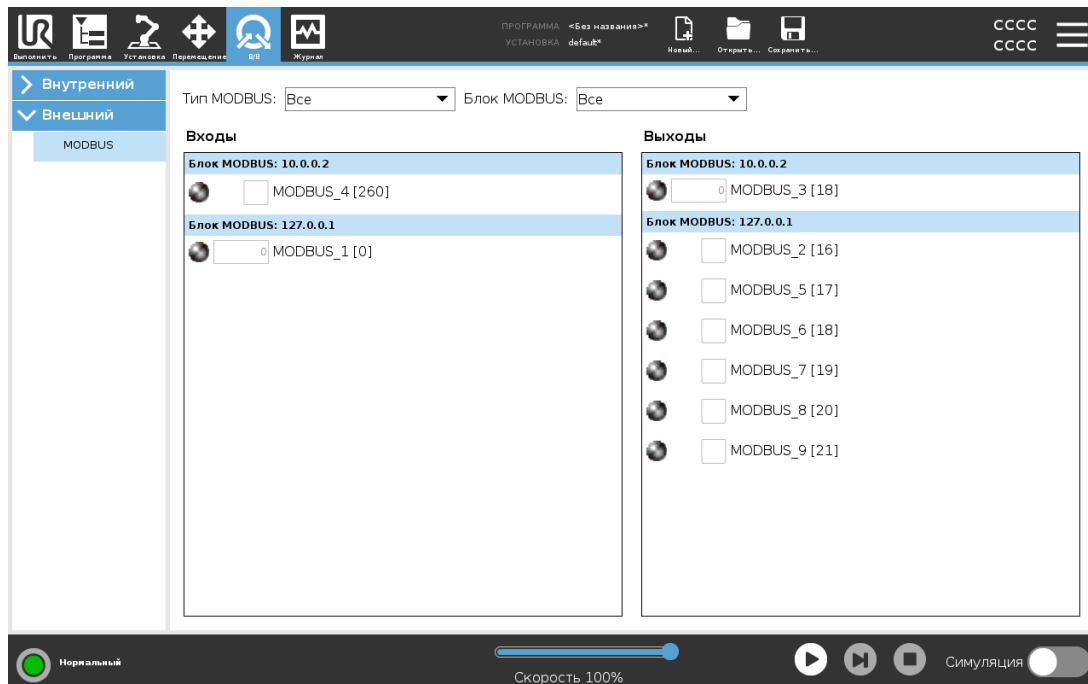 ПРОГРАММА <Без названия>*
УСТАНОВКА default*
CCCC
CCCC
Выполнить Программа Установка Перемещение В/В Журнал Новый... Открыть... Сохранить...
Внутренний
Внешний
MODBUS
Тип MODBUS: Все Блок MODBUS: Все
Входы
Блок MODBUS: 10.0.0.2
MODBUS_4 [260]
Блок MODBUS: 127.0.0.1
0 MODBUS_1 [0]
Выходы
Блок MODBUS: 10.0.0.2
0 MODBUS_3 [18]
Блок MODBUS: 127.0.0.1
MODBUS_2 [16]
MODBUS_5 [17]
MODBUS_6 [18]
MODBUS_7 [19]
MODBUS_8 [20]
MODBUS_9 [21]
Нормальный
Скорость 100%
Симуляция